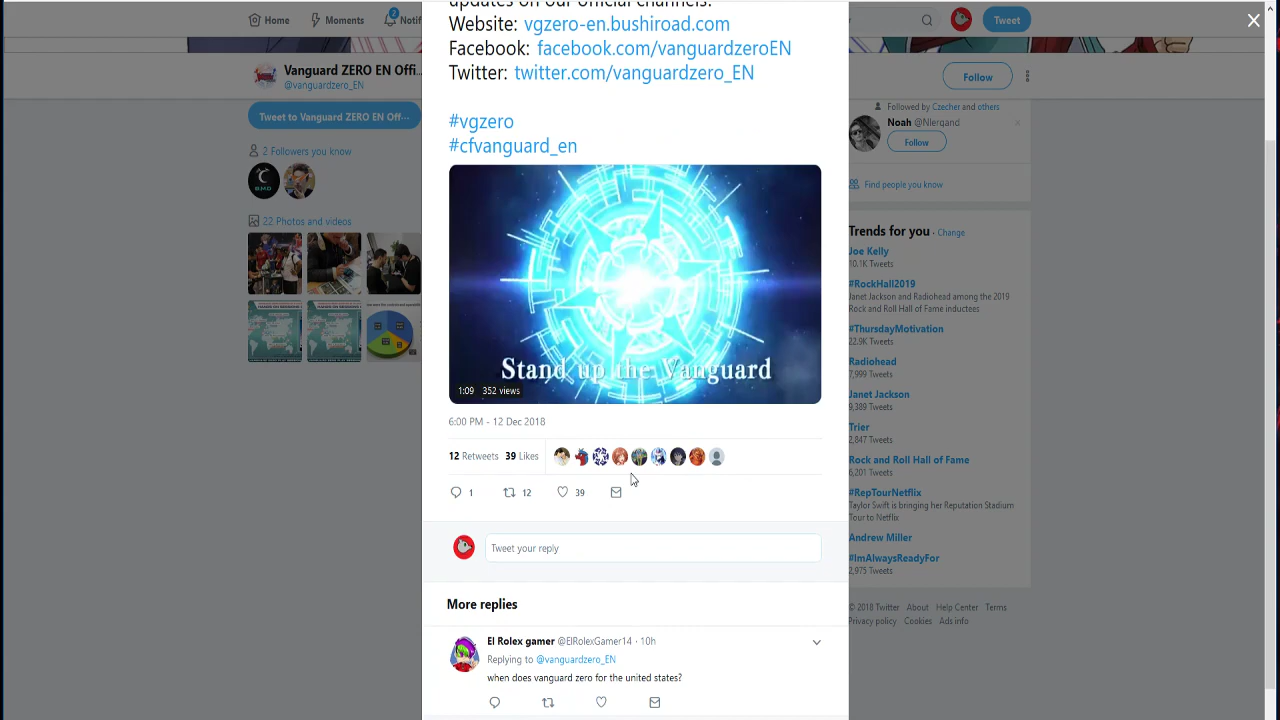 Home
Moments
Notif
Tweet
Vanguard ZERO EN Offi...
@vanguardzero_EN
Tweet to Vanguard ZERO EN Off...
2 Followers you know
22 Photos and videos
updates on our official channels!
Website: vgzero-en.bushiroad.com
Facebook: facebook.com/vanguardzeroEN
Twitter: twitter.com/vanguardzero_EN
#vgzero
#cfvanguard_en
Stand up the Vanguard
1:09 352 views
6:00 PM - 12 Dec 2018
12 Retweets 39 Likes
1 12 39
Tweet your reply
More replies
El Rolex gamer @ElRolexGamer14 · 10h
Replying to @vanguardzero_EN
when does vanguard zero for the united states?
Follow
Followed by Czecher and others
Noah @Nlergand
Follow
Find people you know
Trends for you · Change
Joe Kelly
10.1K Tweets
#RockHall2019
Janet Jackson and Radiohead among the 2019
Rock and Roll Hall of Fame inductees
#ThursdayMotivation
22.9K Tweets
Radiohead
7,999 Tweets
Janet Jackson
9,389 Tweets
Trier
2,847 Tweets
Rock and Roll Hall of Fame
6,201 Tweets
#RepTourNetflix
Taylor Swift is bringing her Reputation Stadium
Tour to Netflix
Andrew Miller
#ImAlwaysReadyFor
2,975 Tweets
© 2018 Twitter About Help Center Terms
Privacy policy Cookies Ads info